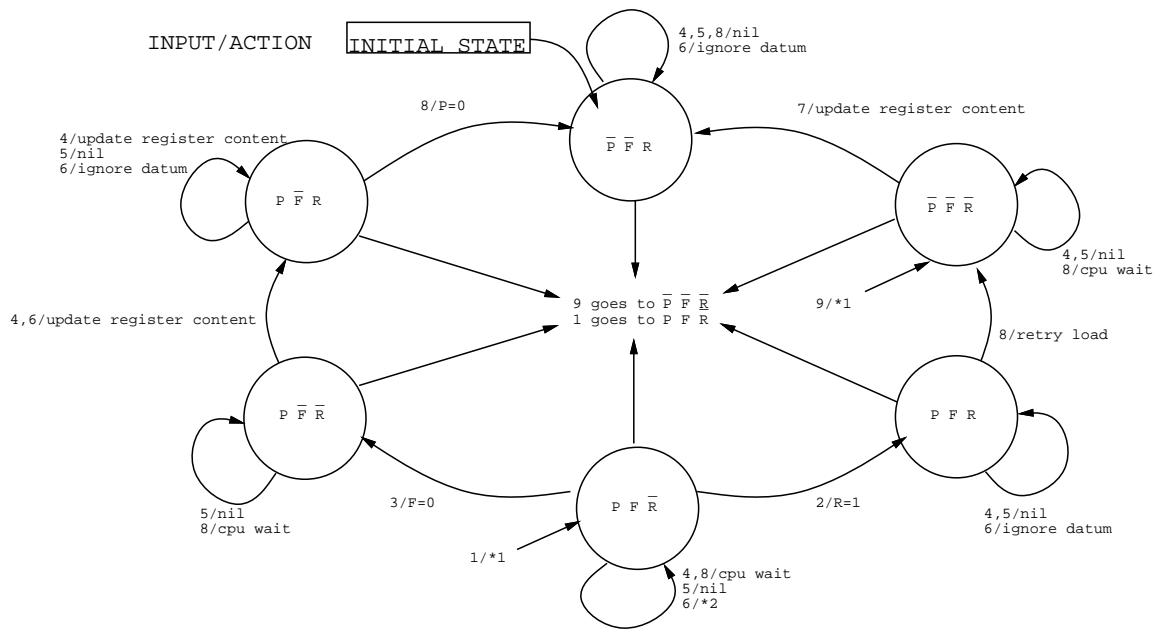 INPUT/ACTION
INITIAL STATE
4,5,8/nil
6/ignore datum
8/P=0
7/update register content
P̅ F̅ R
4/update register content
5/nil
6/ignore datum
P F̅ R
P̅ F̅ R̅
4,5/nil
8/cpu wait
9 goes to P̅ F̅ R̅
1 goes to P F R̅
9/*1
4,6/update register content
8/retry load
P F̅ R̅
P F R
3/F=0
2/R=1
P F R̅
5/nil
8/cpu wait
4,5/nil
6/ignore datum
1/*1
4,8/cpu wait
5/nil
6/*2